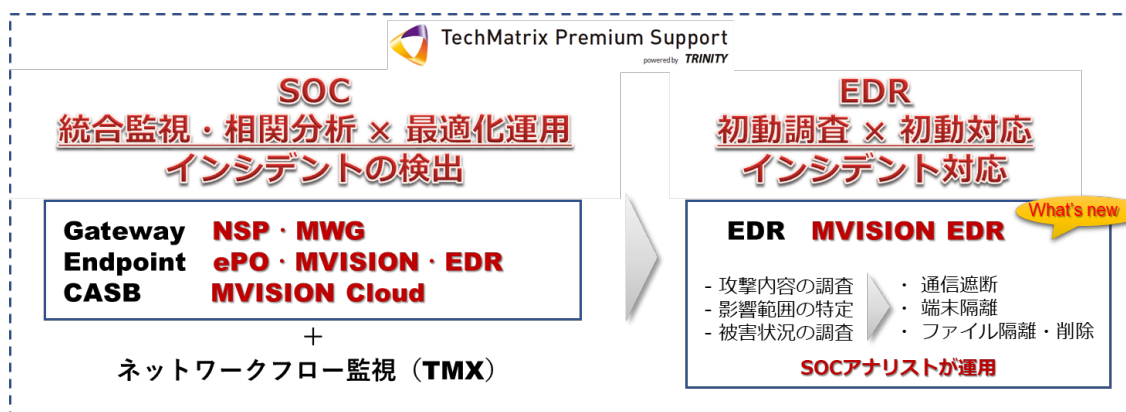 TechMatrix Premium Support
powered by TRINITY
SOC
統合監視・相関分析 × 最適化運用
インシデントの検出
Gateway NSP・MWG
Endpoint ePO・MVISION・EDR
CASB MVISION Cloud
+
ネットワークフロー監視（TMX）
EDR
初動調査 × 初動対応
インシデント対応
What's new
EDR MVISION EDR
- 攻撃内容の調査
- 影響範囲の特定
- 被害状況の調査
・ 通信遮断
・ 端末隔離
・ ファイル隔離・削除
SOCアナリストが運用